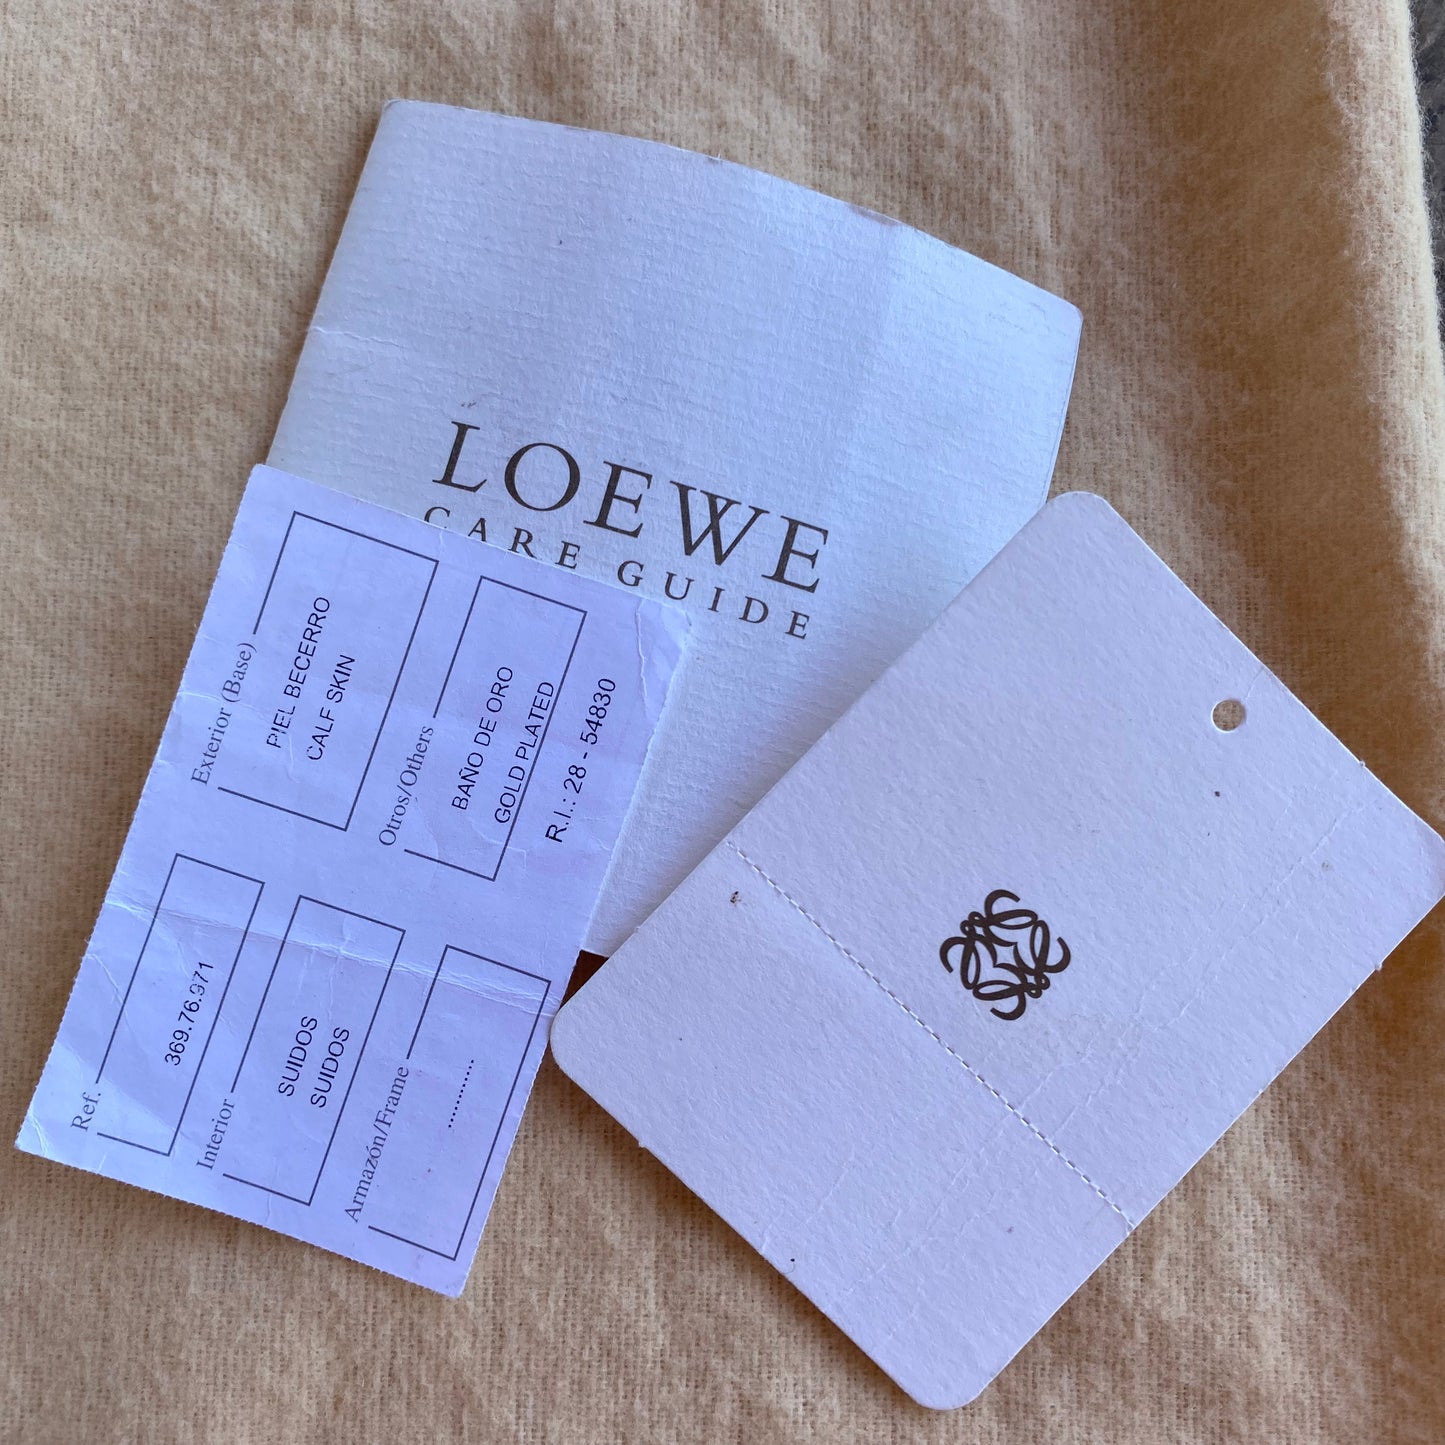 LOEWE
CARE GUIDE
Ref.
369.76.971
Exterior (Base)
PIEL BECERRO
CALF SKIN
Interior
SUIDOS
SUIDOS
Otros/Others
BAÑO DE ORO
GOLD PLATED
Armazón/Frame
...........
R.I.: 28 - 54830